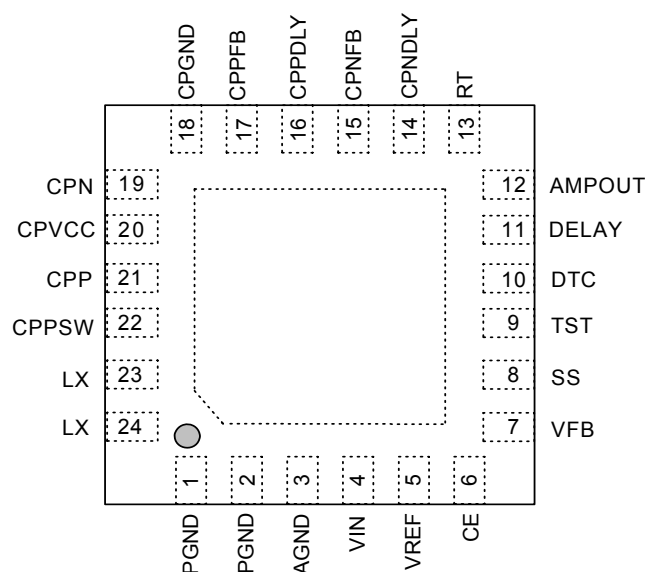 CPGND CPPFB CPPDLY CPNFB CPNDLY RT
18 17 16 15 14 13
CPN 19 12 AMPOUT
CPVCC 20 11 DELAY
CPP 21 10 DTC
CPPSW 22 9 TST
LX 23 8 SS
LX 24 7 VFB
1 2 3 4 5 6
PGND PGND AGND VIN VREF CE